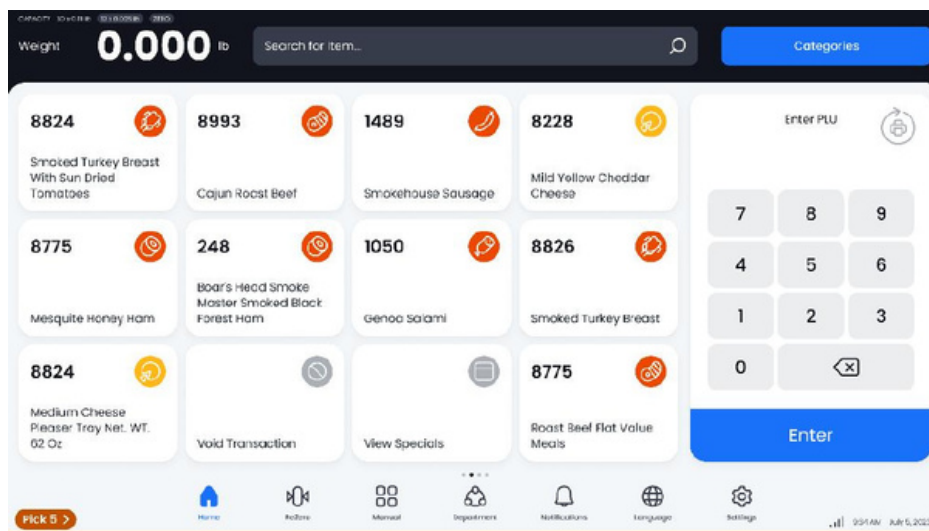 Weight 0.000 lb Search for Item... Categories
8824
Smoked Turkey Breast
With Sun Dried
Tomatoes
8993
Cajun Roast Beef
1489
Smokehouse Sausage
8228
Mild Yellow Cheddar
Cheese
8775
Mesquite Honey Ham
248
Boar's Head Smoke
Master Smoked Black
Forest Ham
1050
Genoa Salami
8826
Smoked Turkey Breast
8824
Medium Cheese
Pleaser Tray Net. WT.
62 Oz
Void Transaction
View Specials
8775
Roast Beef Flat Value
Meals
Enter PLU
7 8 9
4 5 6
1 2 3
0
Enter
Pick 5
Home
ReZero
Manual
Department
Notifications
Language
Settings
9:34 AM